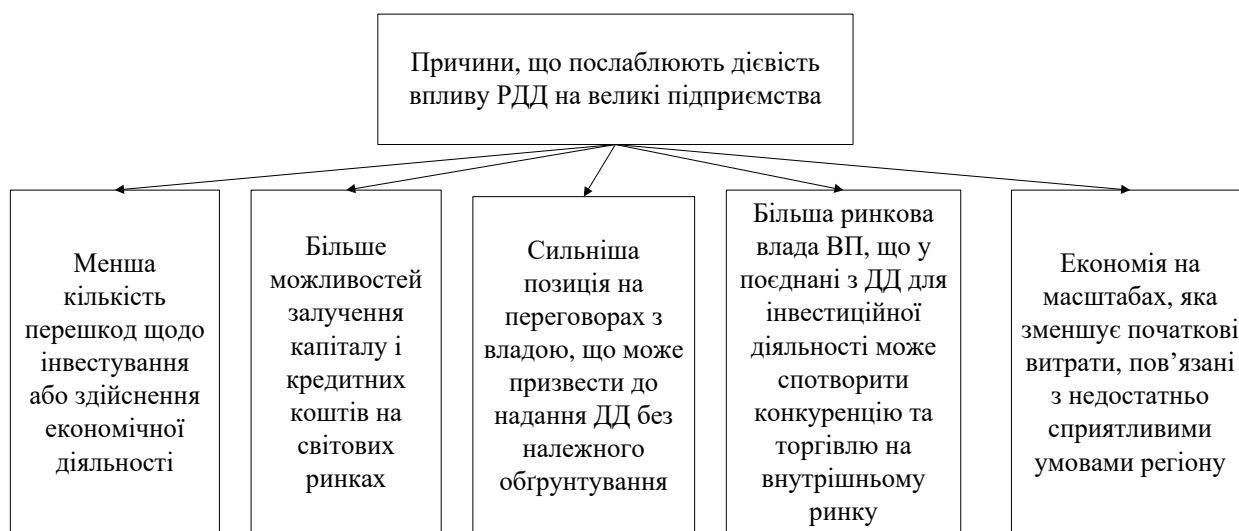 Причини, що послаблюють дієвість
впливу РДД на великі підприємства
Менша
кількість
перешкод щодо
інвестування
або здійснення
економічної
діяльності
Більше
можливостей
залучення
капіталу і
кредитних
коштів на
світових
ринках
Сильніша
позиція на
переговорах з
владою, що може
призвести до
надання ДД без
належного
обґрунтування
Більша ринкова
влада ВП, що у
поєднані з ДД для
інвестиційної
діяльності може
спотворити
конкуренцію та
торгівлю на
внутрішньому
ринку
Економія на
масштабах, яка
зменшує початкові
витрати, пов’язані
з недостатньо
сприятливими
умовами регіону